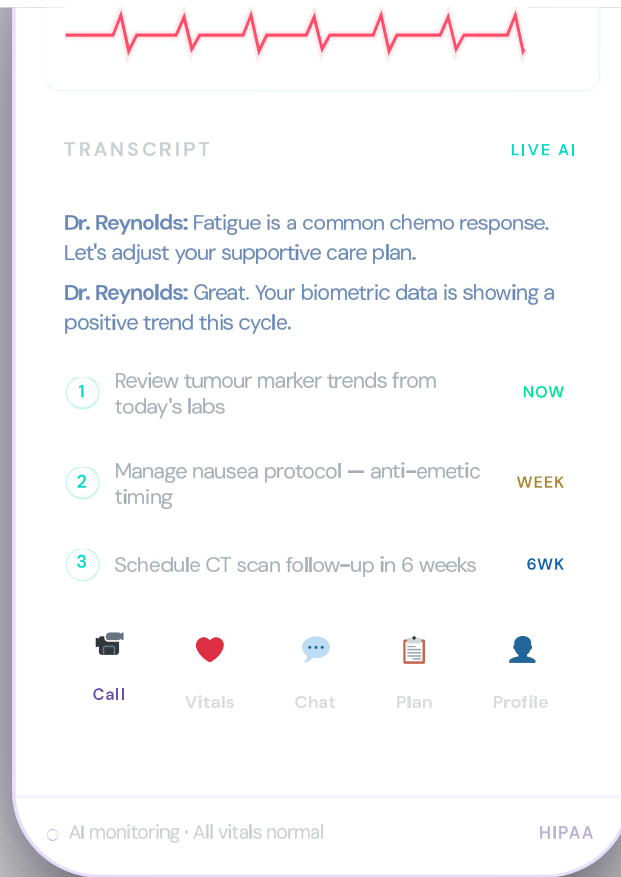 TRANSCRIPT
LIVE AI
Dr. Reynolds: Fatigue is a common chemo response.
Let's adjust your supportive care plan.
Dr. Reynolds: Great. Your biometric data is showing a
positive trend this cycle.
1
Review tumour marker trends from
today's labs
NOW
2
Manage nausea protocol — anti-emetic
timing
WEEK
3
Schedule CT scan follow-up in 6 weeks
6WK
Call
Vitals
Chat
Plan
Profile
AI monitoring · All vitals normal
HIPAA